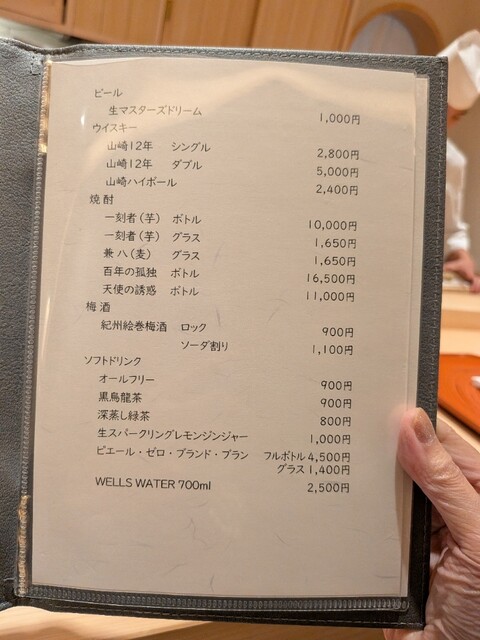 ビール
生マスターズドリーム 1,000円
ウイスキー
山崎12年 シングル 2,800円
山崎12年 ダブル 5,000円
山崎ハイボール 2,400円
焼酎
一刻者（芋） ボトル 10,000円
一刻者（芋） グラス 1,650円
兼八（麦） グラス 1,650円
百年の孤独 ボトル 16,500円
天使の誘惑 ボトル 11,000円
梅酒
紀州絵巻梅酒 ロック 900円
ソーダ割り 1,100円
ソフトドリンク
オールフリー 900円
黒烏龍茶 900円
深蒸し緑茶 800円
生スパークリングレモンジンジャー 1,000円
ピエール・ゼロ・ブランド・ブラン フルボトル 4,500円
グラス 1,400円
WELLS WATER 700ml 2,500円